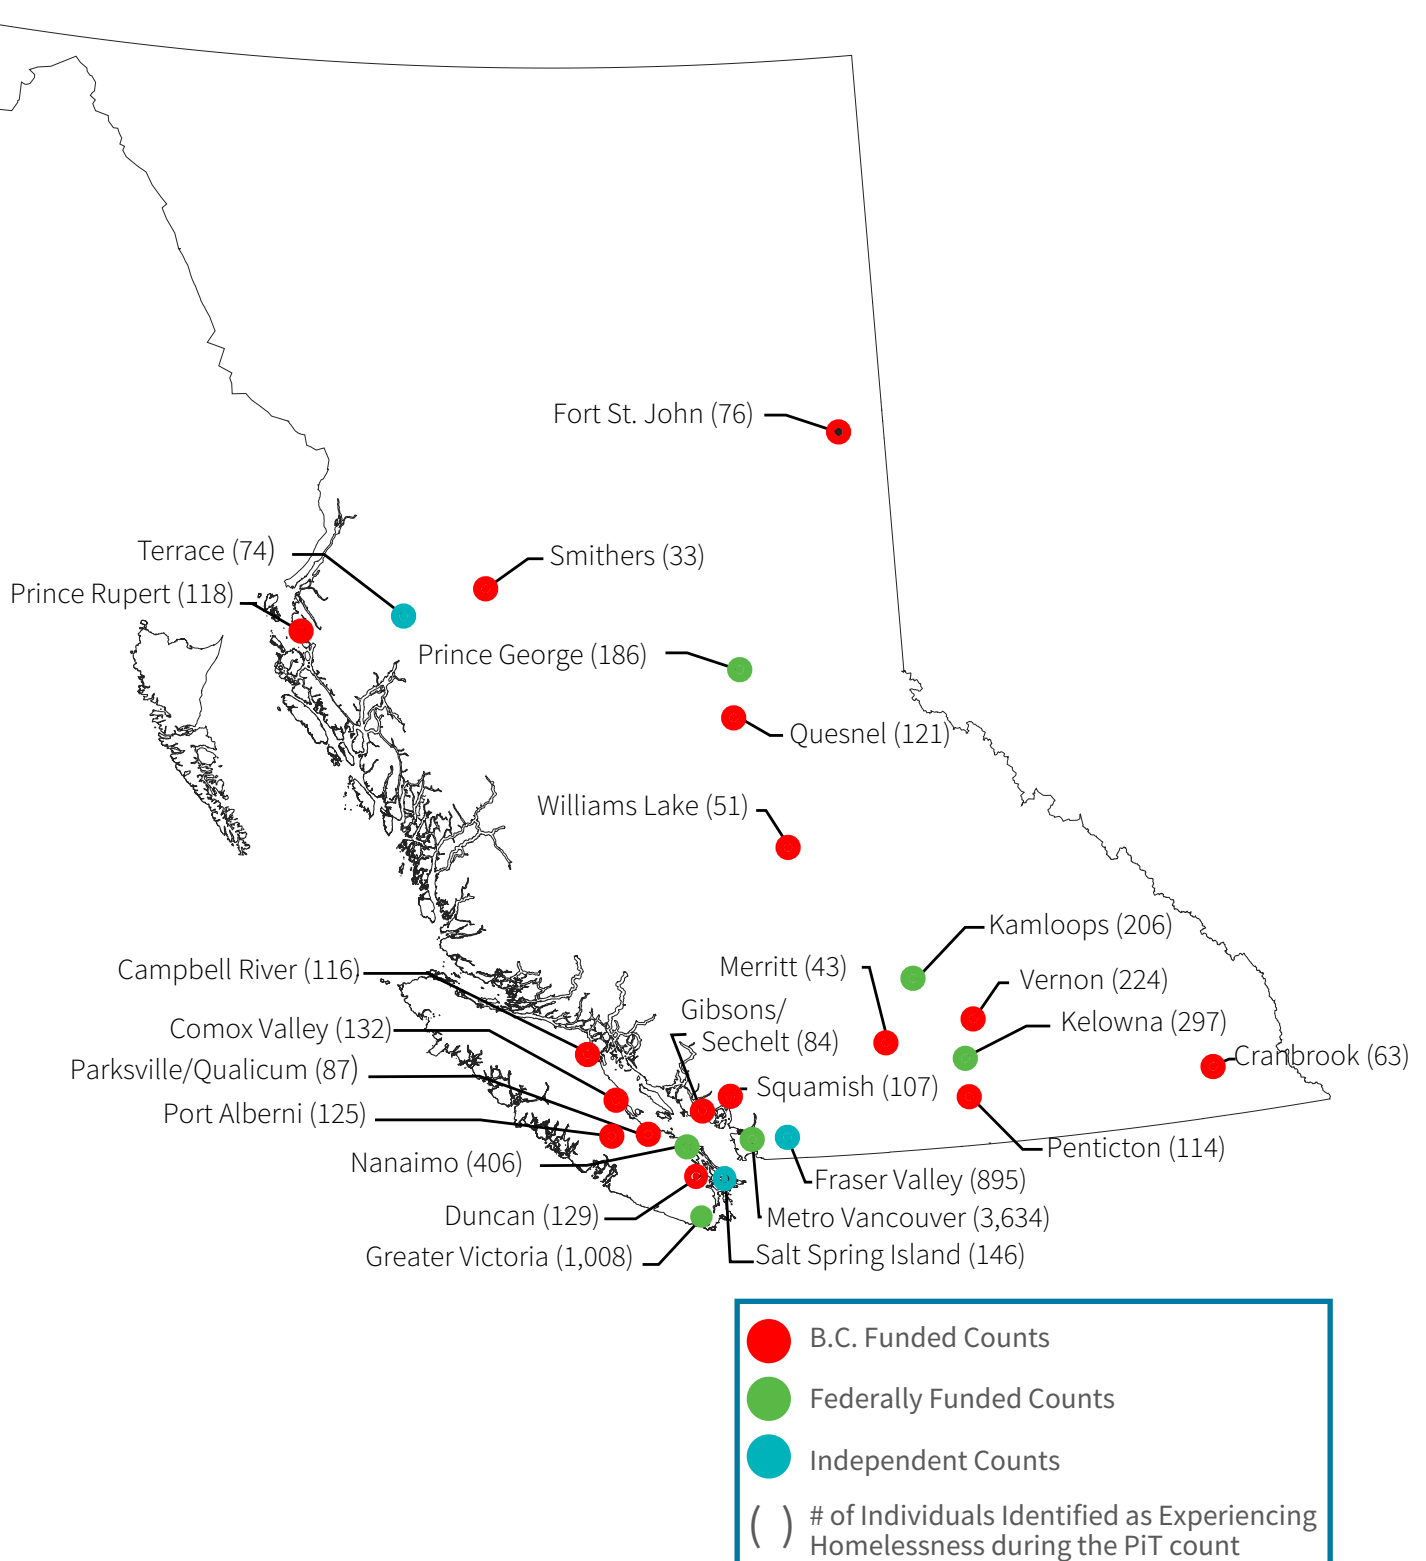 Fort St. John (76)
Terrace (74)
Smithers (33)
Prince Rupert (118)
Prince George (186)
Quesnel (121)
Williams Lake (51)
Kamloops (206)
Merritt (43)
Campbell River (116)
Vernon (224)
Gibsons/
Sechelt (84)
Kelowna (297)
Comox Valley (132)
Cranbrook (63)
Parksville/Qualicum (87)
Squamish (107)
Port Alberni (125)
Penticton (114)
Nanaimo (406)
Fraser Valley (895)
Duncan (129)
Metro Vancouver (3,634)
Greater Victoria (1,008)
Salt Spring Island (146)
B.C. Funded Counts
Federally Funded Counts
Independent Counts
( ) # of Individuals Identified as Experiencing
Homelessness during the PiT count